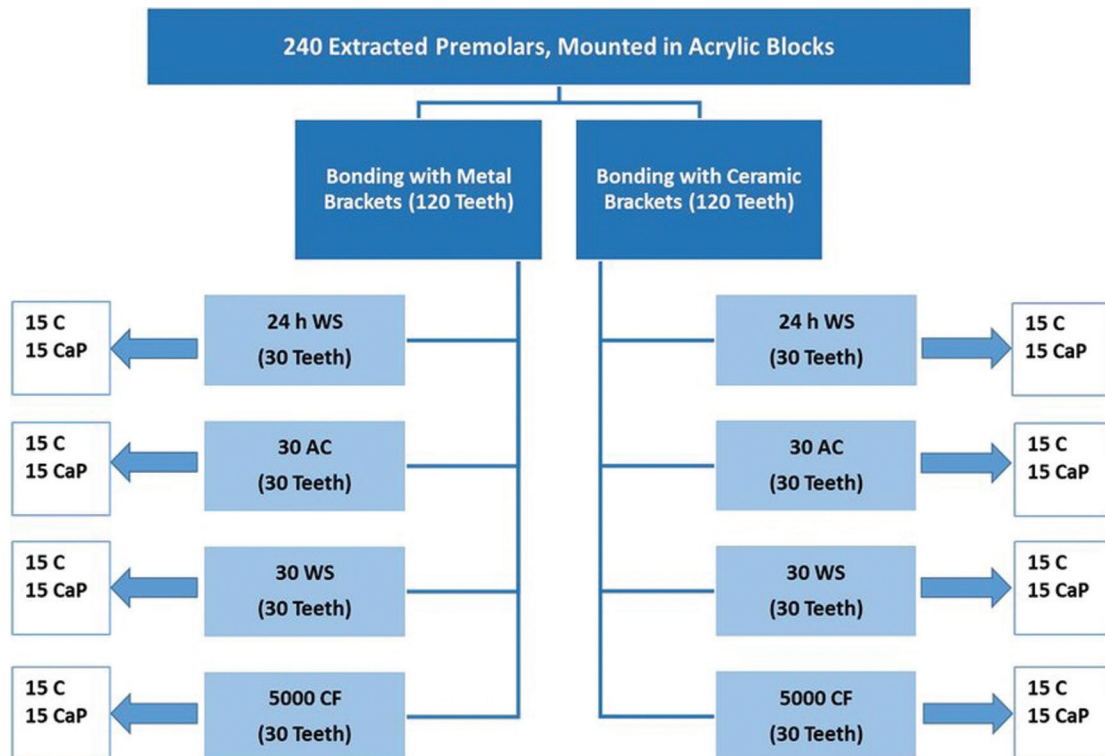 240 Extracted Premolars, Mounted in Acrylic Blocks
Bonding with Metal
Brackets (120 Teeth)
Bonding with Ceramic
Brackets (120 Teeth)
15 C
15 CaP
24 h WS
(30 Teeth)
24 h WS
(30 Teeth)
15 C
15 CaP
15 C
15 CaP
30 AC
(30 Teeth)
30 AC
(30 Teeth)
15 C
15 CaP
15 C
15 CaP
30 WS
(30 Teeth)
30 WS
(30 Teeth)
15 C
15 CaP
15 C
15 CaP
5000 CF
(30 Teeth)
5000 CF
(30 Teeth)
15 C
15 CaP